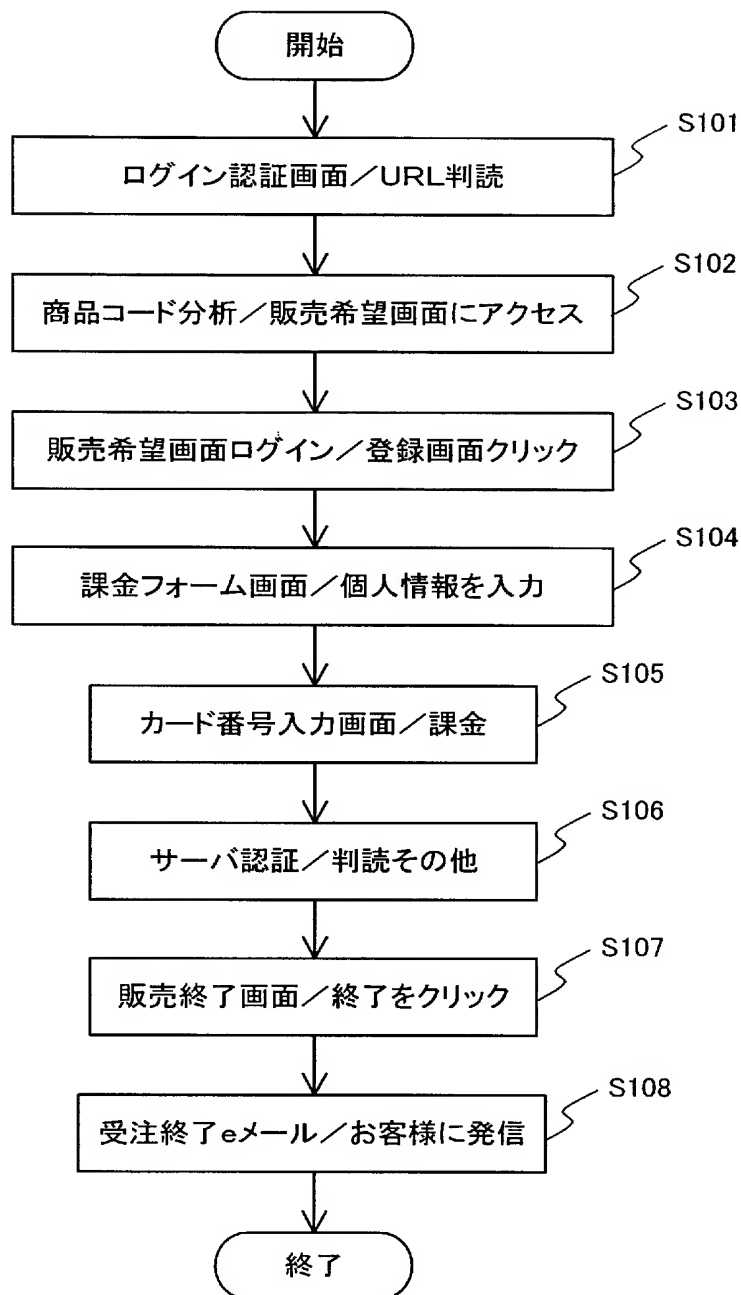 開始
S101
ログイン認証画面／URL判読
S102
商品コード分析／販売希望画面にアクセス
S103
販売希望画面ログイン／登録画面クリック
S104
課金フォーム画面／個人情報を入力
S105
カード番号入力画面／課金
S106
サーバ認証／判読その他
S107
販売終了画面／終了をクリック
S108
受注終了eメール／お客様に発信
終了